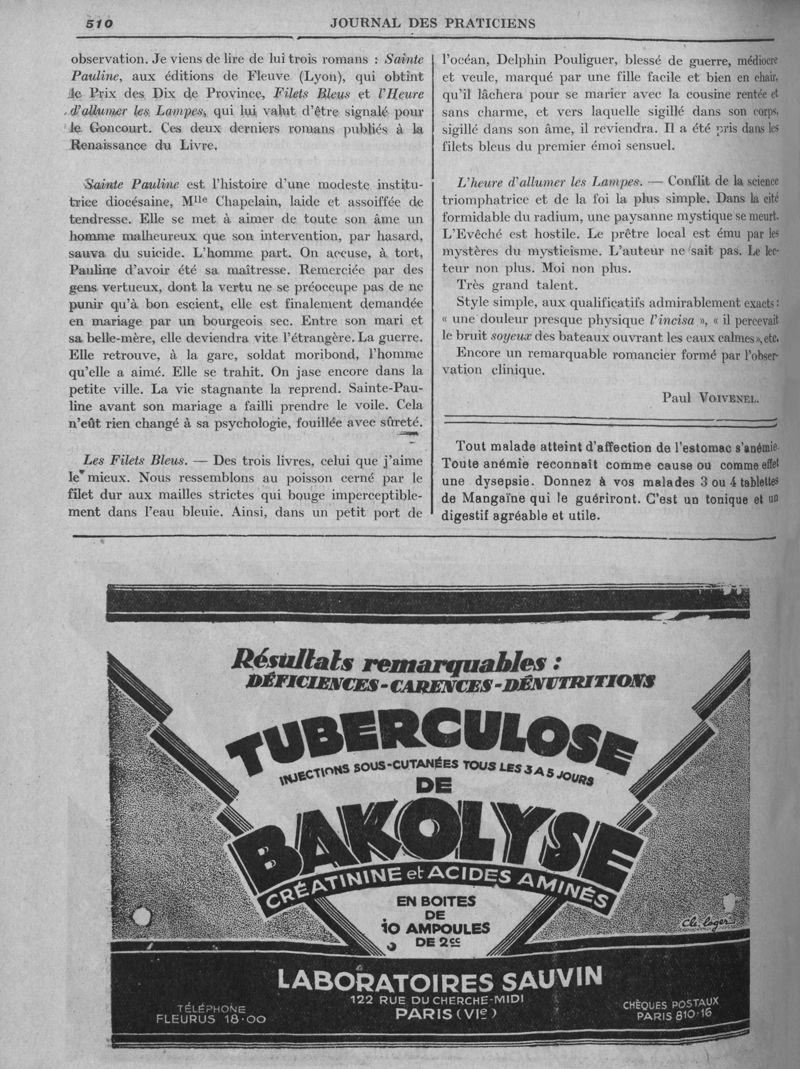 510
JOURNAL DES PRATICIENS
observation. Je viens de lire de lui trois romans : Sainte
Pauline, aux éditions de Fleuve (Lyon), qui obtînt
le Prix des Dix de Province, Filets Bleus et l'Heure
d'allumer les Lampes, qui lui valut d'être signalé pour
le Goncourt. Ces deux derniers romans publiés à la
Renaissance du Livre.
Sainte Pauline est l'histoire d'une modeste institu-
trice diocésaine, Mlle Chapelain, laide et assoiffée de
tendresse. Elle se met à aimer de toute son âme un
homme malheureux que son intervention, par hasard,
sauva du suicide. L'homme part. On accuse, à tort,
Pauline d'avoir été sa maîtresse. Remerciée par des
gens vertueux, dont la vertu ne se préoccupe pas de ne
punir qu'à bon escient, elle est finalement demandée
en mariage par un bourgeois sec. Entre son mari et
sa belle-mère, elle deviendra vite l'étrangère. La guerre.
Elle retrouve, à la gare, soldat moribond, l'homme
qu'elle a aimé. Elle se trahit. On jase encore dans la
petite ville. La vie stagnante la reprend. Sainte-Pau-
line avant son mariage a failli prendre le voile. Cela
n'eût rien changé à sa psychologie, fouillée avec sûreté.
Les Filets Bleus. — Des trois livres, celui que j'aime
le mieux. Nous ressemblons au poisson cerné par le
filet dur aux mailles strictes qui bouge imperceptible-
ment dans l'eau bleuie. Ainsi, dans un petit port de
l'océan, Delphin Pouliguer, blessé de guerre, médiocre
et veule, marqué par une fille facile et bien en chair,
qu'il lâchera pour se marier avec la cousine rentée et
sans charme, et vers laquelle sigillé dans son corps,
sigillé dans son âme, il reviendra. Il a été pris dans les
filets bleus du premier émoi sensuel.
L'heure d'allumer les Lampes. — Conflit de la science
triomphatrice et de la foi la plus simple. Dans la cité
formidable du radium, une paysanne mystique se meurt.
L'Evêché est hostile. Le prêtre local est ému par les
mystères du mysticisme. L'auteur ne sait pas. Le lec-
teur non plus. Moi non plus.
Très grand talent.
Style simple, aux qualificatifs admirablement exacts :
« une douleur presque physique l'incisa », « il percevait
le bruit soyeux des bateaux ouvrant les eaux calmes », etc.
Encore un remarquable romancier formé par l'obser-
vation clinique.
Paul VOIVENEL.
Tout malade atteint d'affection de l'estomac s'anémie.
Toute anémie reconnaît comme cause ou comme effet
une dysepsie. Donnez à vos malades 3 ou 4 tablettes
de Mangaïne qui le guériront. C'est un tonique et un
digestif agréable et utile.
Résultats remarquables :
DÉFICIENCES - CARENCES - DÉNUTRITIONS
TUBERCULOSE
INJECTIONS SOUS-CUTANÉES TOUS LES 3 A 5 JOURS
DE
BAKOLYSE
CRÉATININE et ACIDES AMINÉS
EN BOITES
DE
10 AMPOULES
DE 2cc
Ch. Loger
LABORATOIRES SAUVIN
122 RUE DU CHERCHE-MIDI
PARIS (VIe)
TÉLÉPHONE
FLEURUS 18-00
CHÈQUES POSTAUX
PARIS 810-16